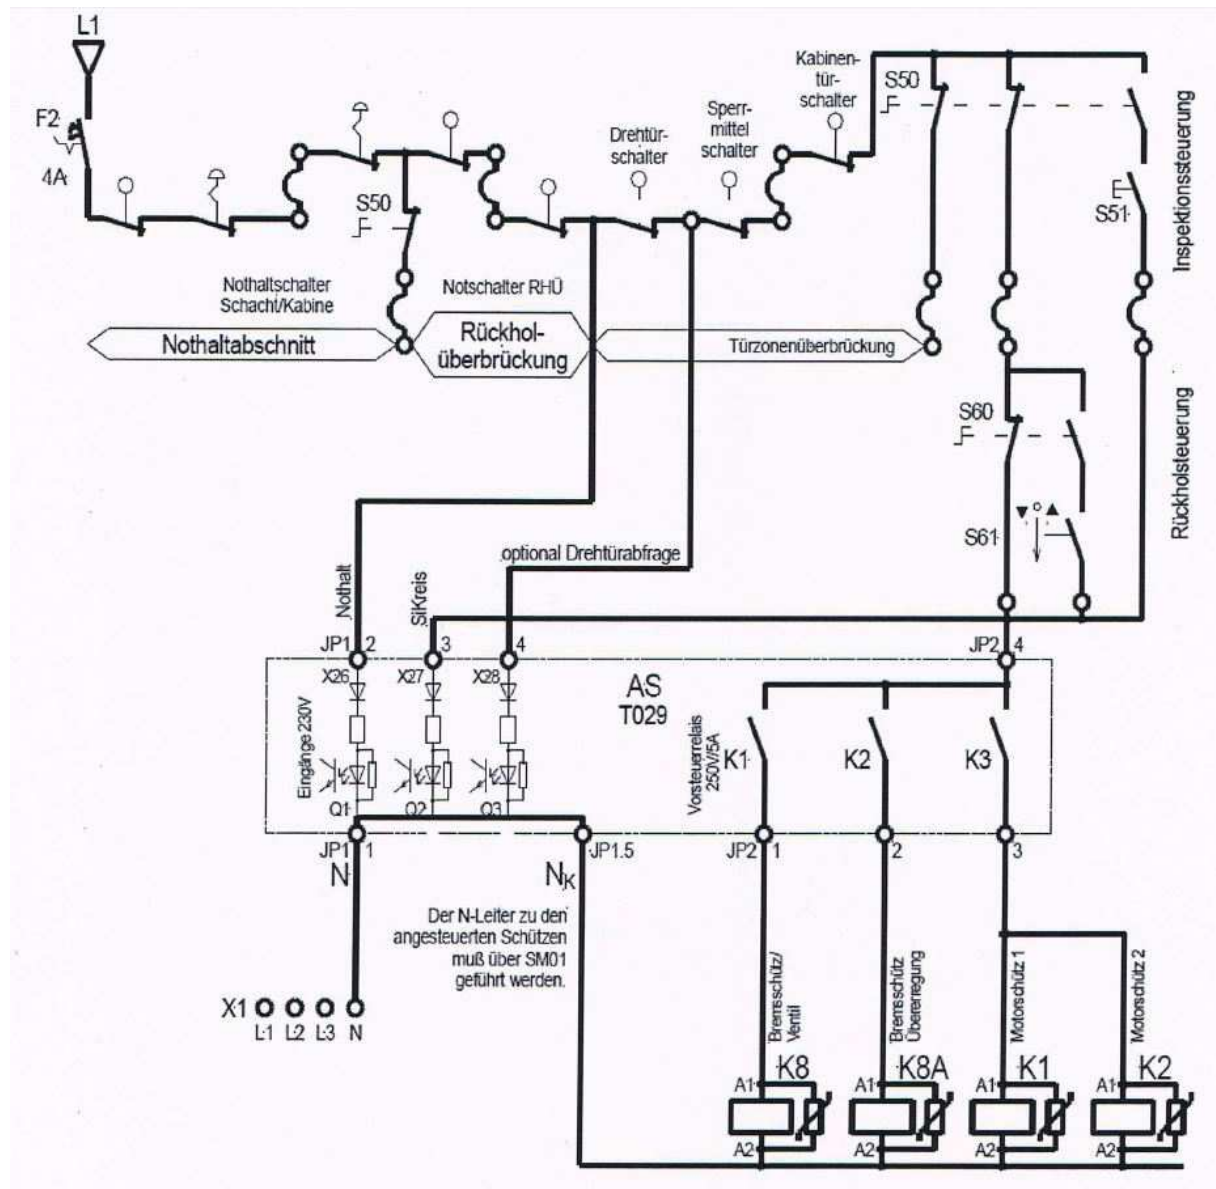 L1
F2
4A
S50
Nothaltschalter
Schacht/Kabine
Notschalter RHÜ
Drehtür-
schalter
Sperr-
mittel
schalter
Kabinen-
tür-
schalter
S50
S51
Inspektionssteuerung
Nothaltabschnitt
Rückhol-
überbrückung
Türzonenüberbrückung
S60
S61
Rückholsteuerung
optional Drehtürabfrage
Nothalt
SiKreis
JP1 2
3
4
JP2 4
X26
X27
X28
AS
T029
Eingänge 230V
Vorsteuerrelais
250V/5A
K1
K2
K3
Q1
Q2
Q3
JP1 1
JP1.5
JP2 1
2
3
N
NK
Der N-Leiter zu den
angesteuerten Schützen
muß über SM01
geführt werden.
X1
L1
L2
L3
N
Bremsschütz/
Ventil
Bremsschütz
Übererregung
Motorschütz 1
Motorschütz 2
K8
K8A
K1
K2
A1
A1
A1
A1
A2
A2
A2
A2